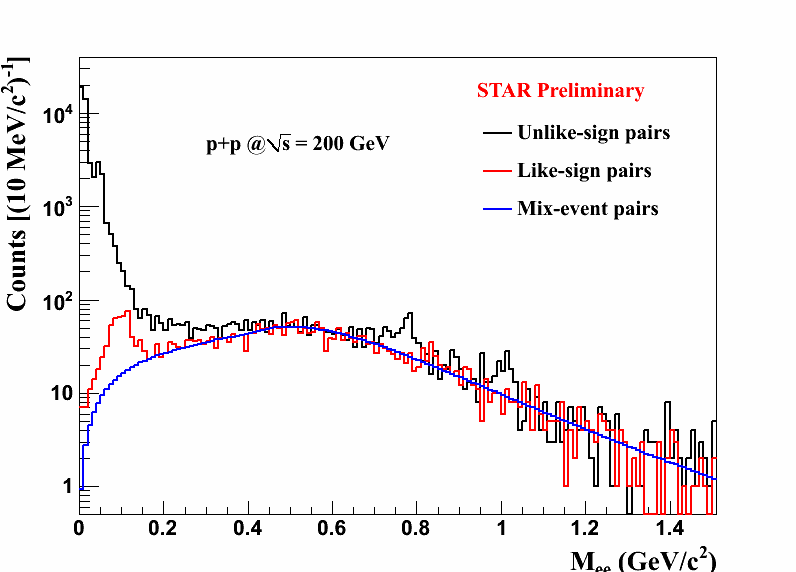 STAR Preliminary
p+p @√s = 200 GeV
Unlike-sign pairs
Like-sign pairs
Mix-event pairs
Counts [(10 MeV/c²)⁻¹]
10⁴
10³
10²
10
1
0 0.2 0.4 0.6 0.8 1 1.2 1.4
Mee (GeV/c²)